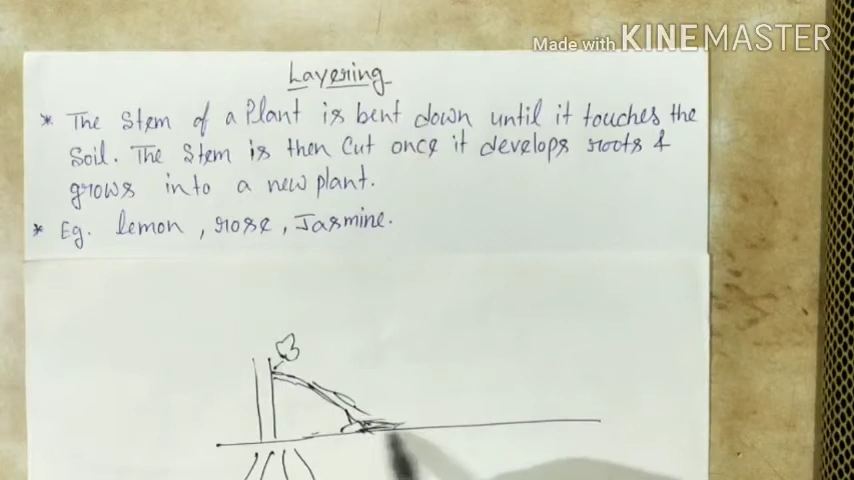 Made with KINEMASTER
Layering
* The Stem of a Plant is bent down until it touches the
Soil. The Stem is then Cut once it develops roots &
grows into a new plant.
* Eg. lemon, rose, Jasmine.